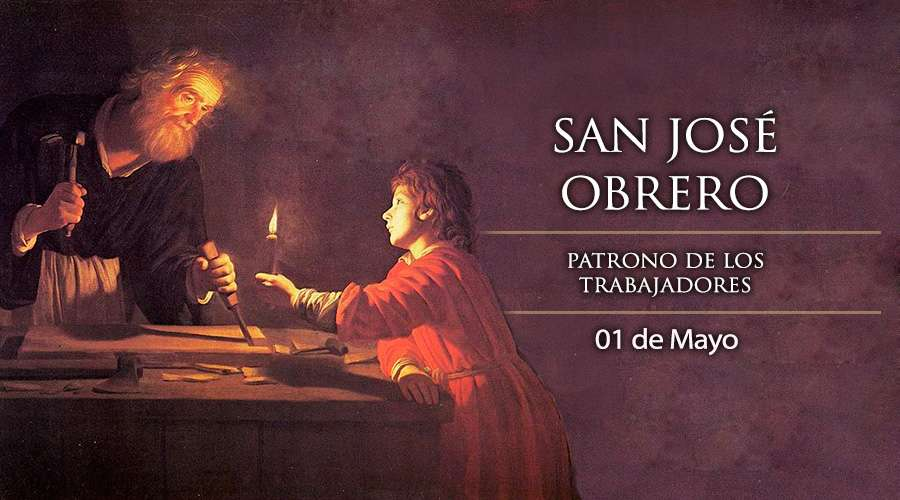 SAN JOSÉ
OBRERO
PATRONO DE LOS
TRABAJADORES
01 de Mayo